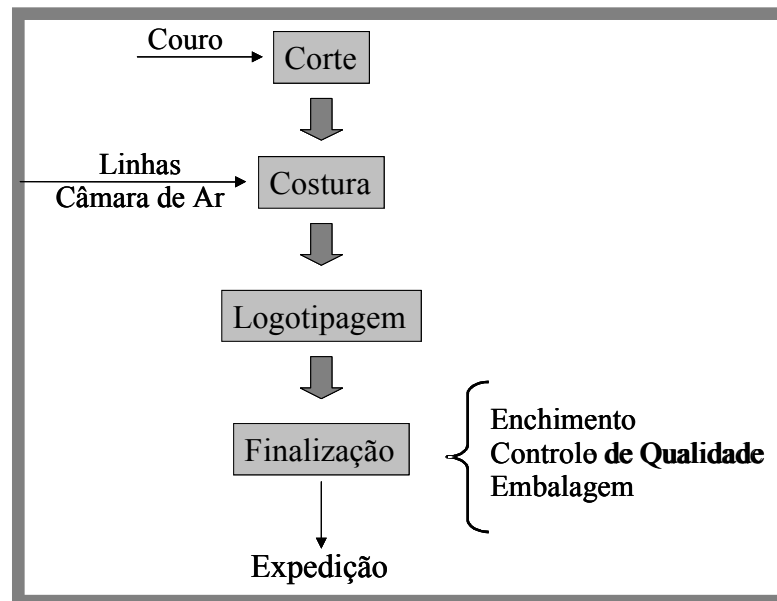 Couro
Corte
Linhas
Câmara de Ar
Costura
Logotipagem
Finalização
Enchimento
Controlo de Qualidade
Embalagem
Expedição